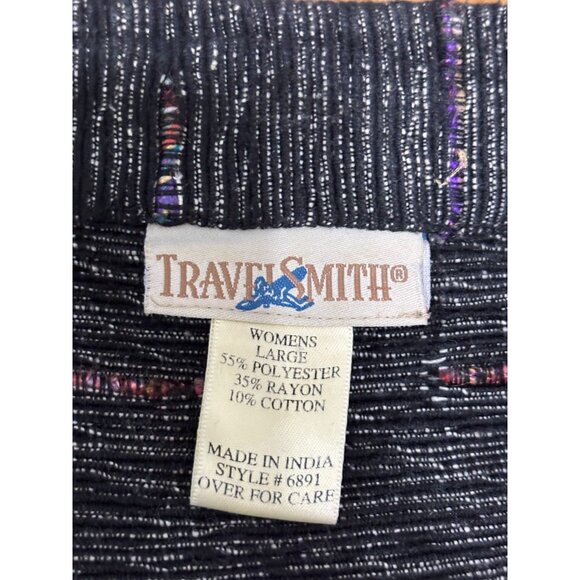 TRAVELSMITH®
WOMENS
LARGE
55% POLYESTER
35% RAYON
10% COTTON
MADE IN INDIA
STYLE # 6891
OVER FOR CARE